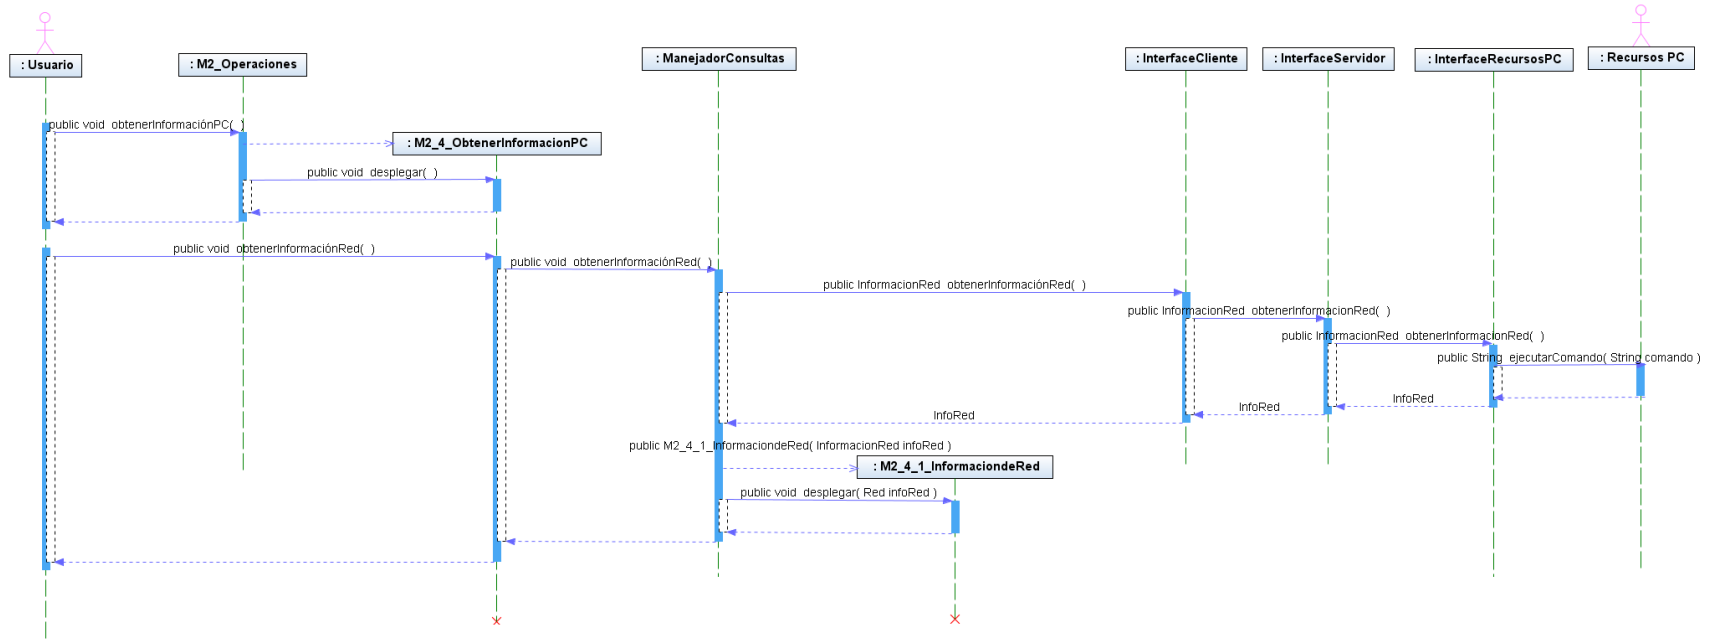 : Usuario
: M2_Operaciones
: ManejadorConsultas
: InterfaceCliente
: InterfaceServidor
: InterfaceRecursosPC
: Recursos PC
public void obtenerInformaciónPC( )
: M2_4_ObtenerInformacionPC
public void desplegar( )
public void obtenerInformaciónRed( )
public void obtenerInformaciónRed( )
public InformacionRed obtenerInformaciónRed( )
public InformacionRed obtenerInformacionRed( )
public InformacionRed obtenerInformacionRed( )
public String ejecutarComando( String comando )
InfoRed
InfoRed
InfoRed
public M2_4_1_InformaciondeRed( InformacionRed infoRed )
: M2_4_1_InformaciondeRed
public void desplegar( Red infoRed )